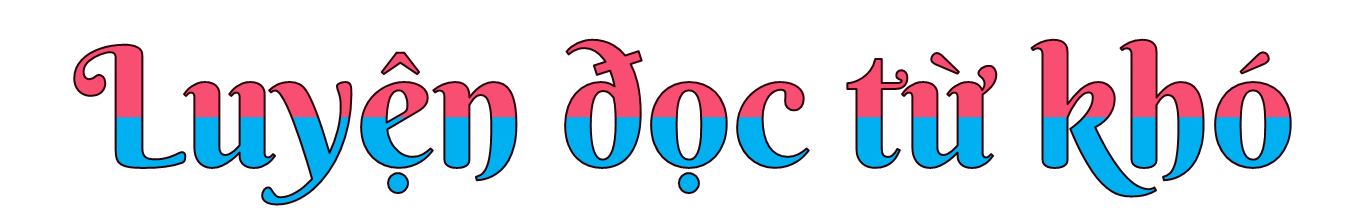 Luyện đọc từ khó